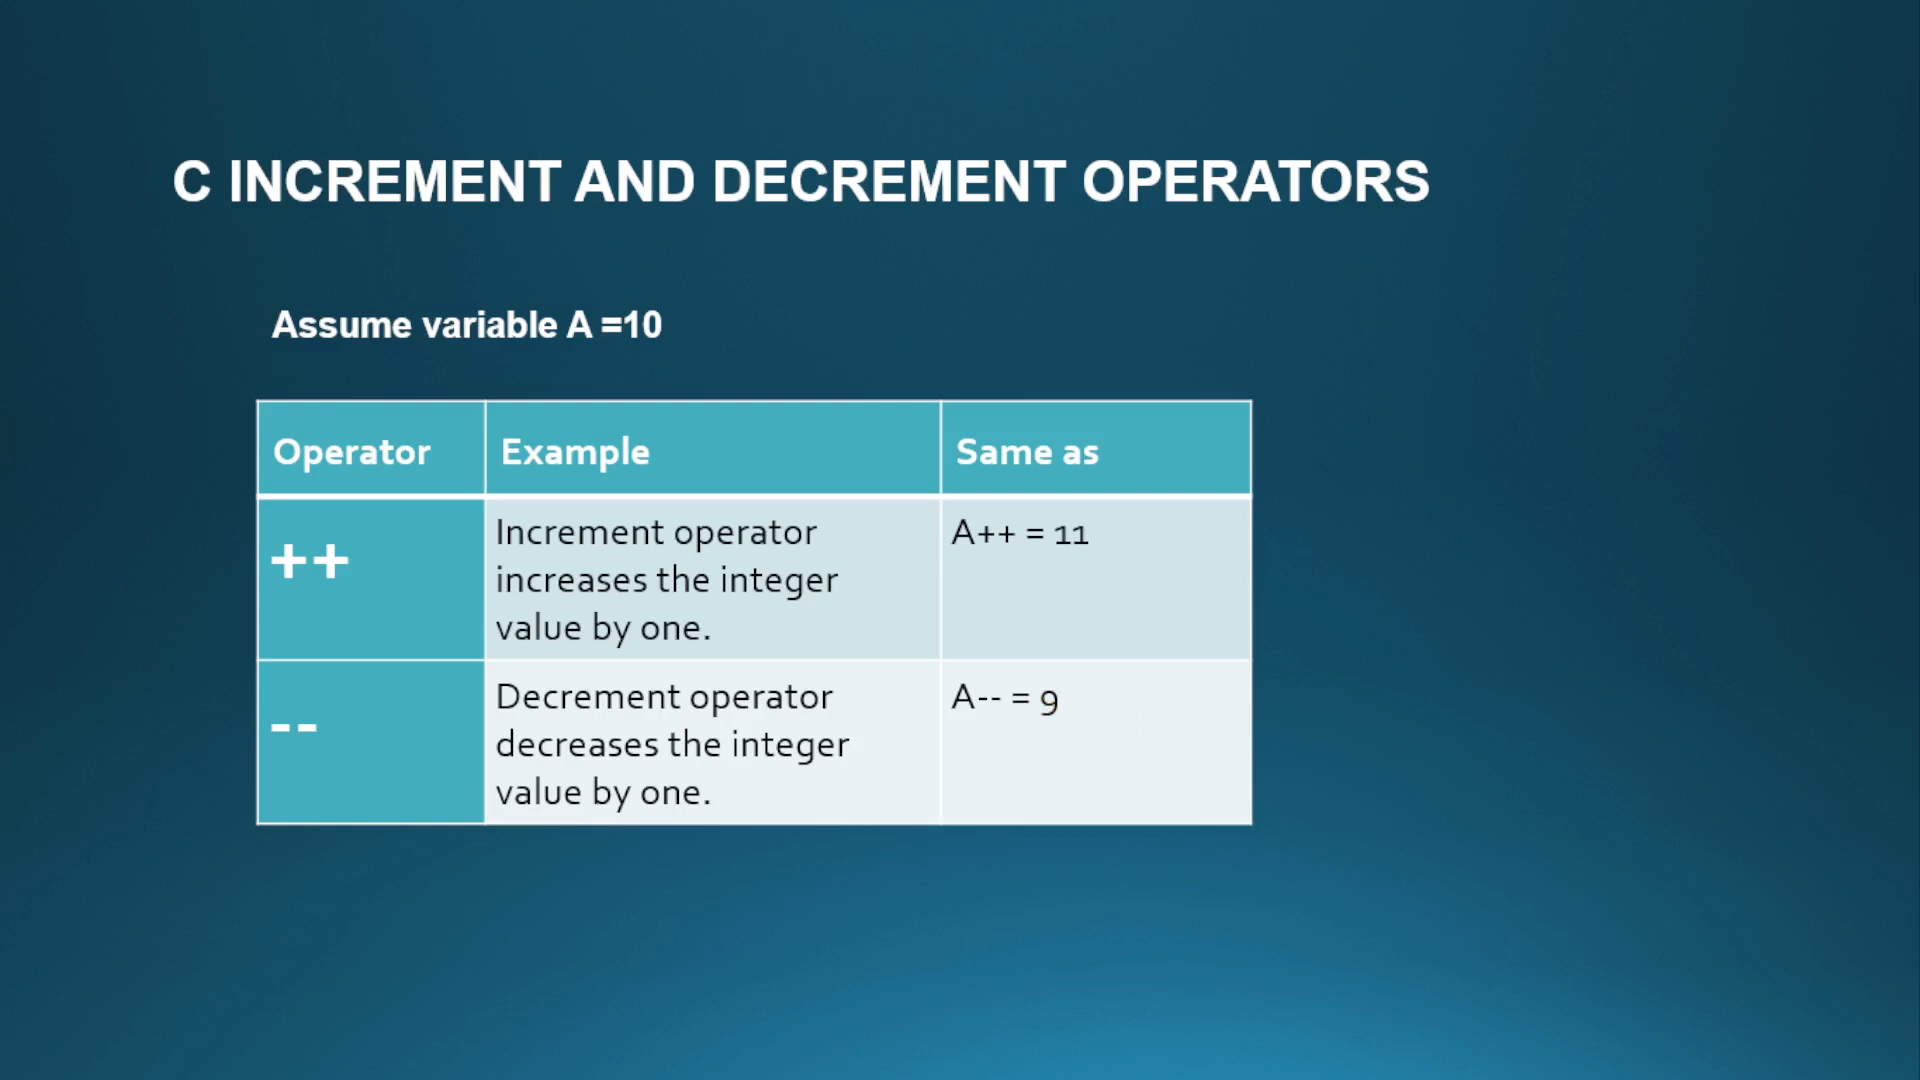 C INCREMENT AND DECREMENT OPERATORS
Assume variable A =10
Operator Example Same as
++ Increment operator A++ = 11
increases the integer
value by one.
-- Decrement operator A-- = 9
decreases the integer
value by one.